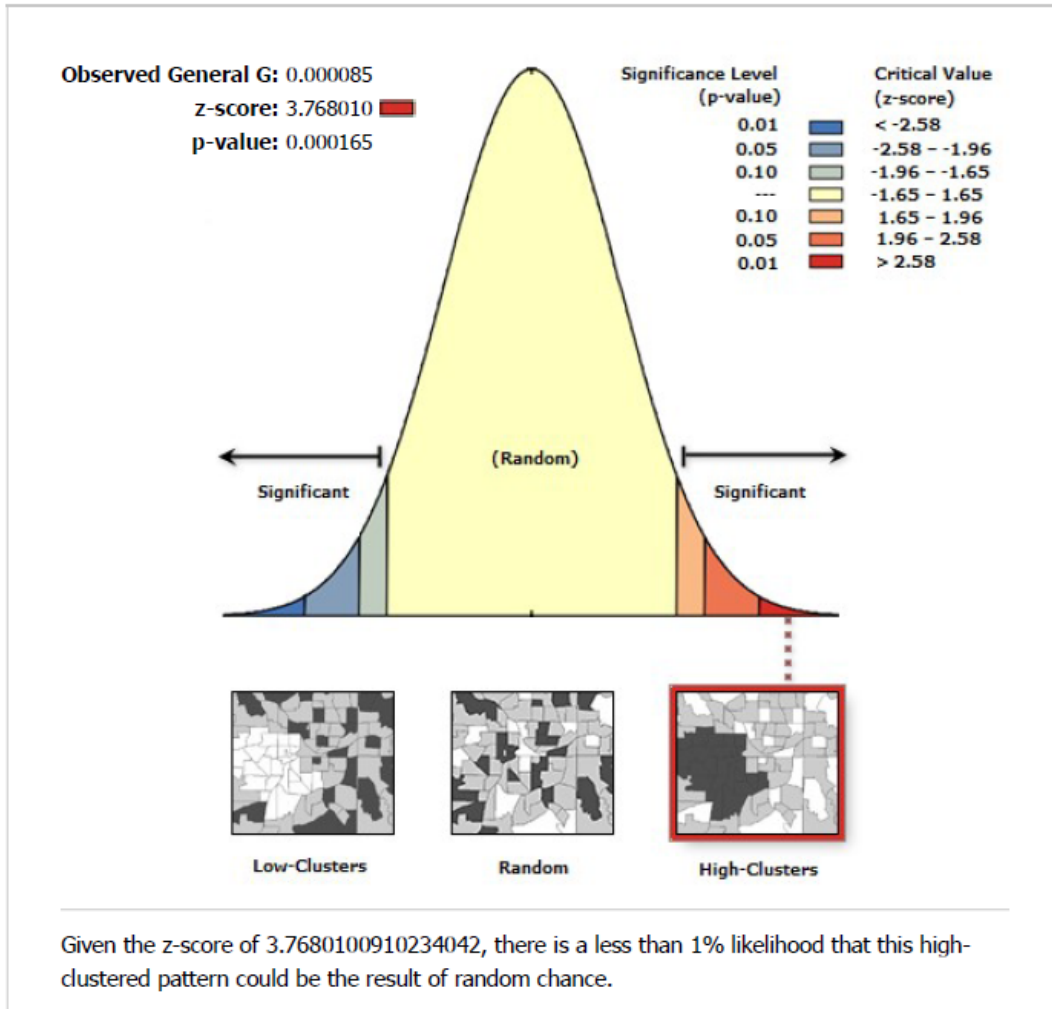 Observed General G: 0.000085
z-score: 3.768010
p-value: 0.000165
Significance Level
(p-value)
Critical Value
(z-score)
0.01 < -2.58
0.05 -2.58 – -1.96
0.10 -1.96 – -1.65
--- -1.65 – 1.65
0.10 1.65 – 1.96
0.05 1.96 – 2.58
0.01 > 2.58
(Random)
Significant
Significant
Low-Clusters
Random
High-Clusters
Given the z-score of 3.7680100910234042, there is a less than 1% likelihood that this high-
clustered pattern could be the result of random chance.